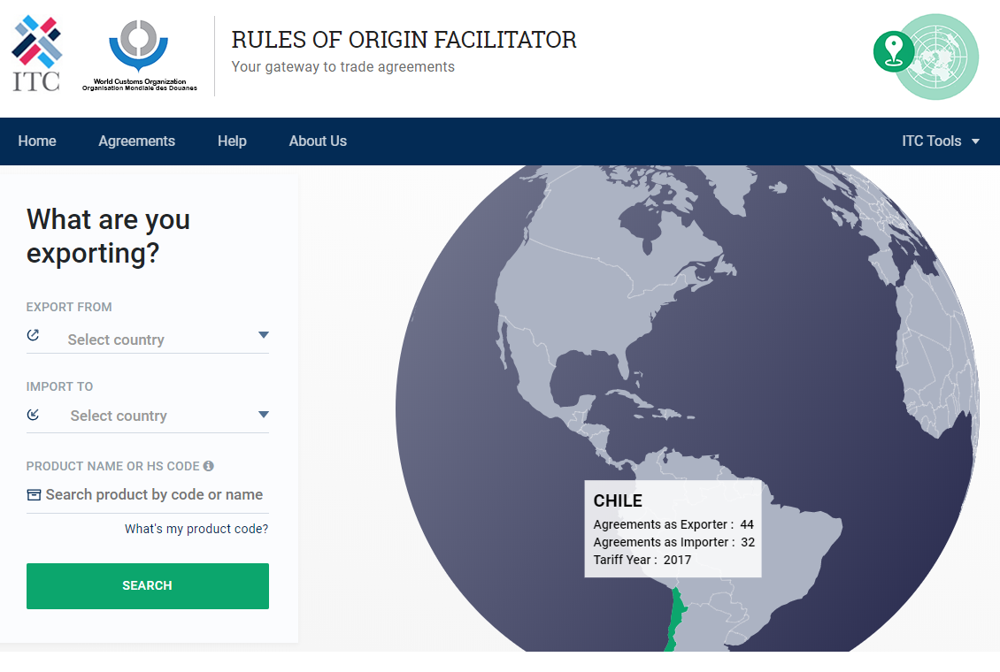 ITC
World Customs Organization
Organisation Mondiale des Douanes
RULES OF ORIGIN FACILITATOR
Your gateway to trade agreements
Home
Agreements
Help
About Us
ITC Tools
What are you
exporting?
EXPORT FROM
Select country
IMPORT TO
Select country
PRODUCT NAME OR HS CODE
Search product by code or name
What's my product code?
SEARCH
CHILE
Agreements as Exporter : 44
Agreements as Importer : 32
Tariff Year : 2017